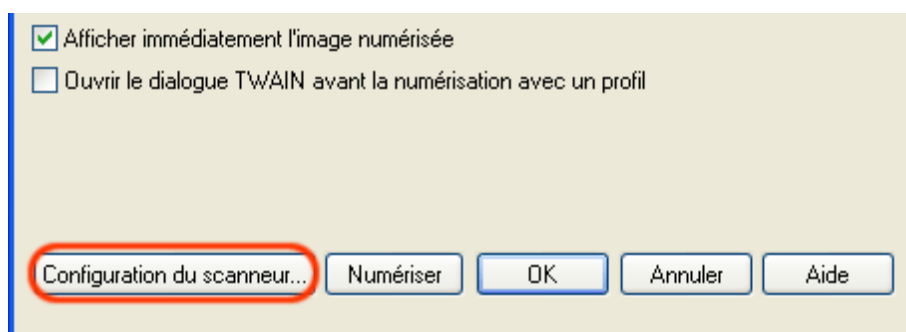 Afficher immédiatement l'image numérisée
Ouvrir le dialogue TWAIN avant la numérisation avec un profil
Configuration du scanneur... Numériser OK Annuler Aide